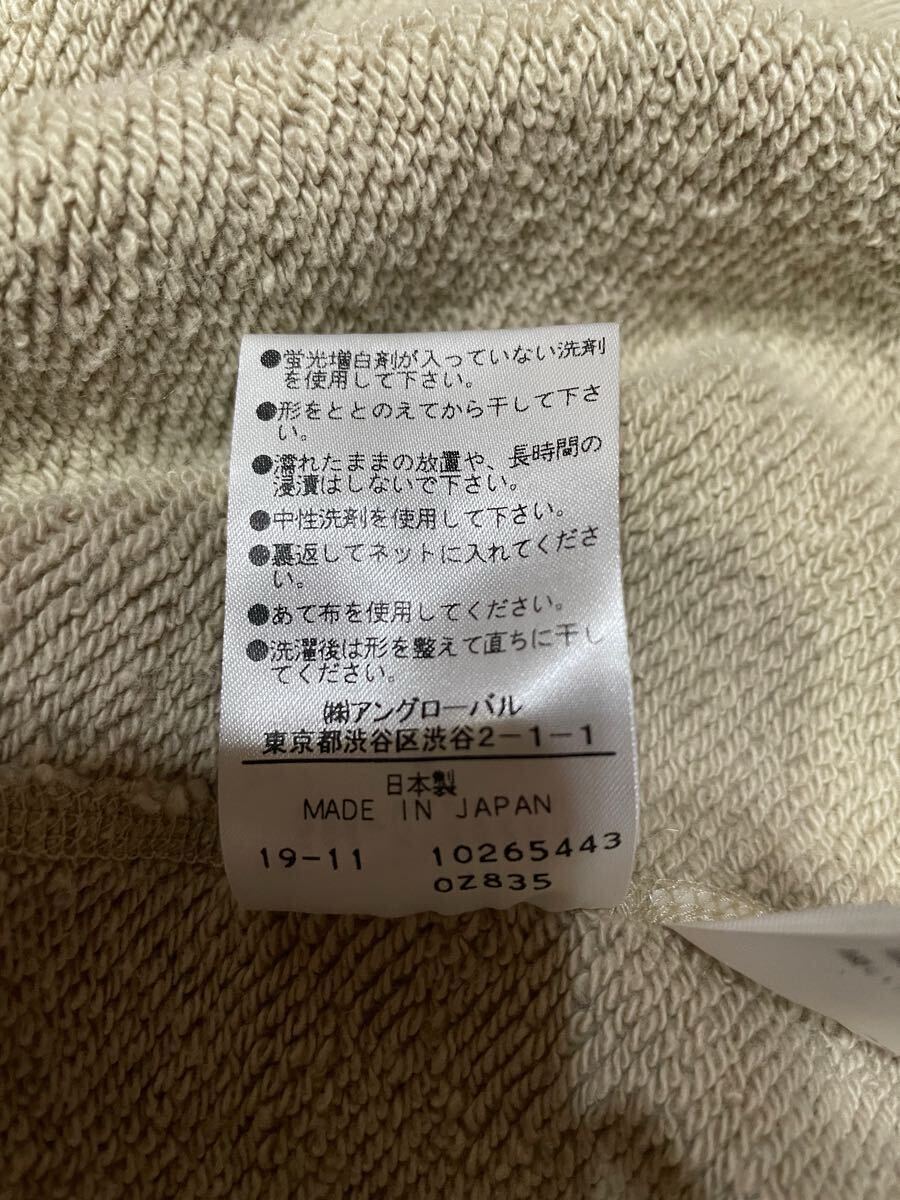 ●蛍光増白剤が入っていない洗剤
を使用して下さい。
●形をととのえてから干して下さ
い。
●濡れたままの放置や、長時間の
浸漬はしないで下さい。
●中性洗剤を使用して下さい。
●裏返してネットに入れてくださ
い。
●あて布を使用してください。
●洗濯後は形を整えて直ちに干し
てください。
㈱アングローバル
東京都渋谷区渋谷2-1-1
日本製
MADE IN JAPAN
19-11 10265443
OZ835